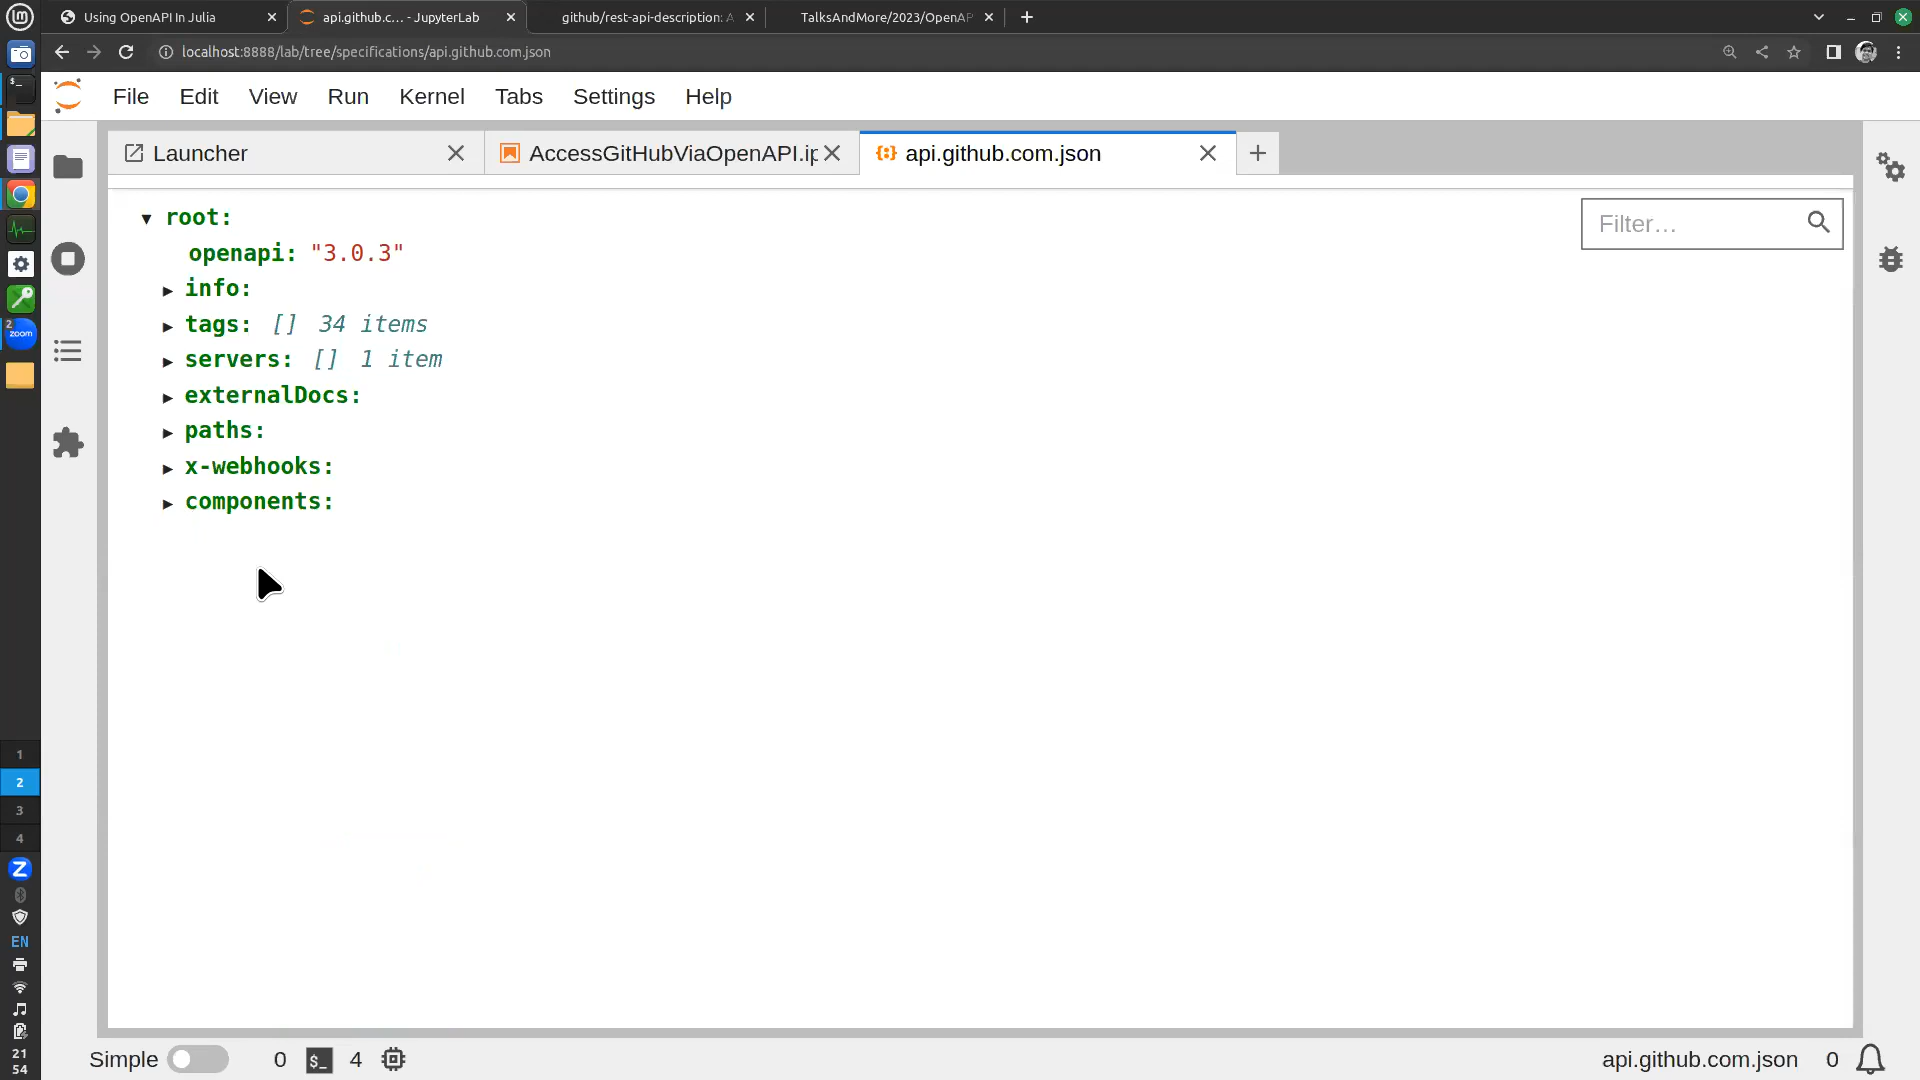 Using OpenAPI In Julia
api.github.c... - JupyterLab
github/rest-api-description: A
TalksAndMore/2023/OpenAP
localhost:8888/lab/tree/specifications/api.github.com.json
File Edit View Run Kernel Tabs Settings Help
Launcher
AccessGitHubViaOpenAPI.ip
api.github.com.json
root:
Filter...
openapi: "3.0.3"
info:
tags: [] 34 items
servers: [] 1 item
externalDocs:
paths:
x-webhooks:
components:
2
zoom
1
2
3
4
Z
EN
21
54
Simple
0
$_
4
api.github.com.json
0